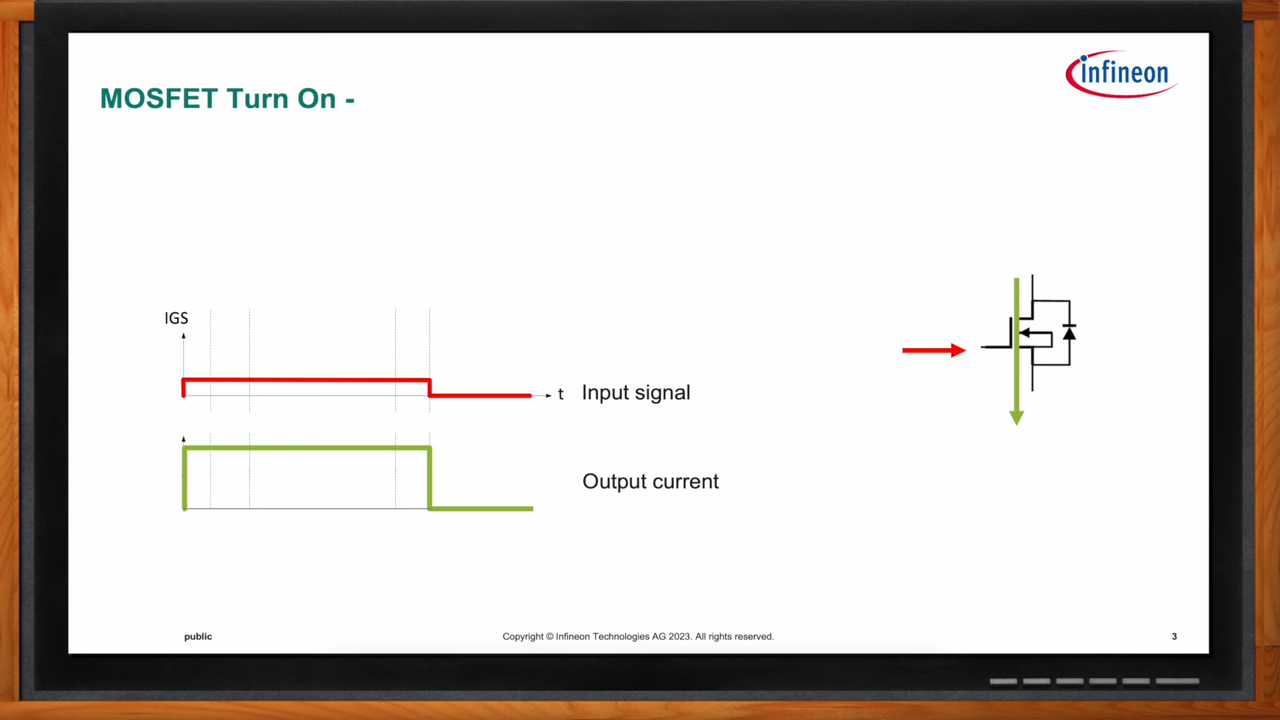 infineon
MOSFET Turn On -
IGS
t
Input signal
Output current
public
Copyright © Infineon Technologies AG 2023. All rights reserved.
3